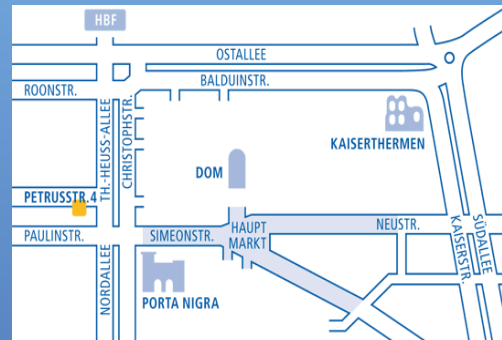 HBF
OSTALLEE
BALDUINSTR.
ROONSTR.
TH.-HEUSS-ALLEE
CHRISTOPHSTR.
KAISERTHERMEN
DOM
PETRUSSTR.4
PAULINSTR.
SIMEONSTR.
HAUPT
MARKT
NEUSTR.
KAISERSTR.
SÜDALLEE
NORDALLEE
PORTA NIGRA